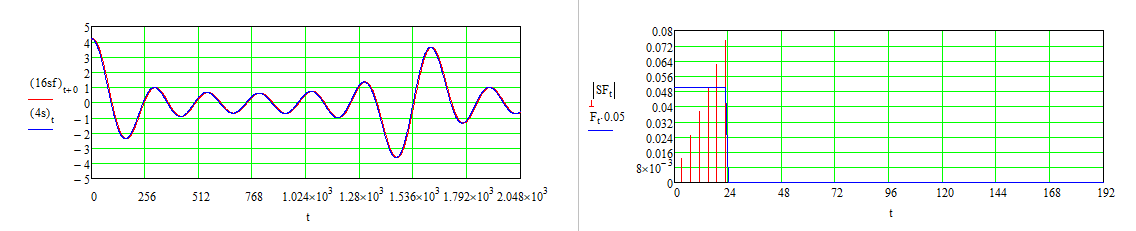 5
4
3
2
1
0
− 1
− 2
− 3
− 4
− 5
(16sf)t+0
(4s)t
0 256 512 768 1.024×10³ 1.28×10³ 1.536×10³ 1.792×10³ 2.048×10³
t
0.08
0.072
0.064
0.056
0.048
0.04
0.032
0.024
0.016
8×10⁻³
0
|SFt|
Ft·0.05
0 24 48 72 96 120 144 168 192
t